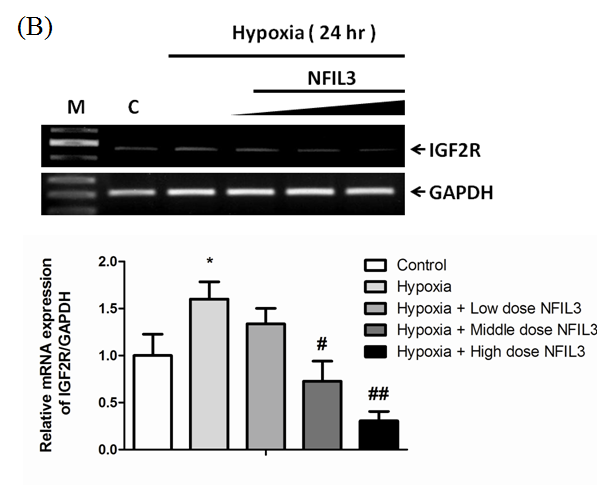 (B)
Hypoxia ( 24 hr )
NFIL3
M
C
IGF2R
GAPDH
Relative mRNA expression
of IGF2R/GAPDH
2.0
1.5
1.0
0.5
0.0
*
#
##
Control
Hypoxia
Hypoxia + Low dose NFIL3
Hypoxia + Middle dose NFIL3
Hypoxia + High dose NFIL3